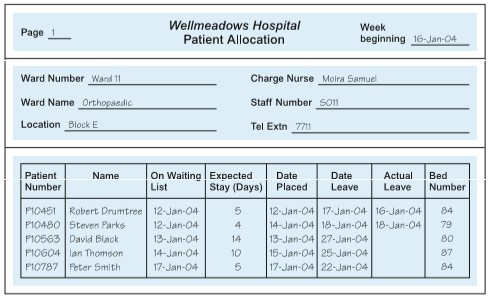 Page 1
Wellmeadows Hospital
Patient Allocation
Week
beginning 16-Jan-04
Ward Number Ward 11
Charge Nurse Moira Samuel
Ward Name Orthopaedic
Staff Number S011
Location Block E
Tel Extn 7711
Patient Number Name On Waiting List Expected Stay (Days) Date Placed Date Leave Actual Leave Bed Number
P10451 Robert Drumtree 12-Jan-04 5 12-Jan-04 17-Jan-04 16-Jan-04 84
P10480 Steven Parks 12-Jan-04 4 14-Jan-04 18-Jan-04 18-Jan-04 79
P10563 David Black 13-Jan-04 14 13-Jan-04 27-Jan-04 80
P10604 Ian Thomson 14-Jan-04 10 15-Jan-04 25-Jan-04 87
P10787 Peter Smith 17-Jan-04 5 17-Jan-04 22-Jan-04 84